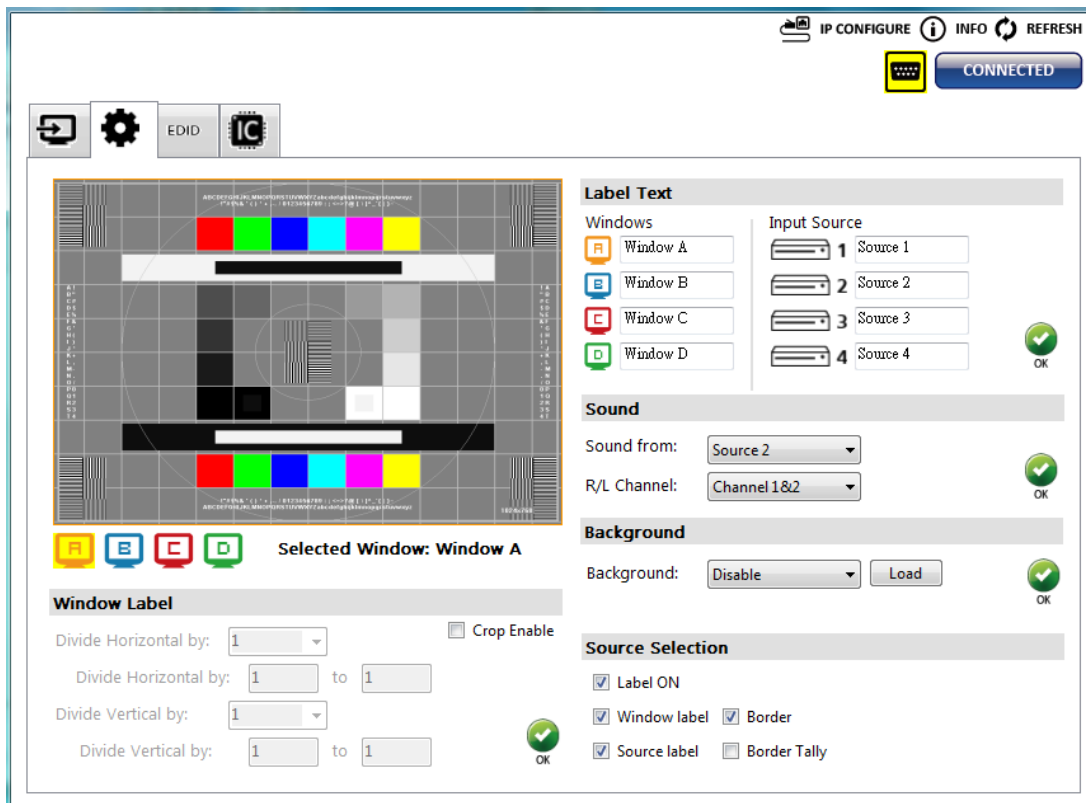 IP CONFIGURE INFO REFRESH
CONNECTED
EDID IC
Label Text
Windows Input Source
A Window A 1 Source 1
B Window B 2 Source 2
C Window C 3 Source 3
D Window D 4 Source 4
OK
Sound
Sound from: Source 2
R/L Channel: Channel 1&2
OK
Background
Background: Disable Load
OK
A B C D Selected Window: Window A
Window Label
Crop Enable
Divide Horizontal by: 1
Divide Horizontal by: 1 to 1
Divide Vertical by: 1
Divide Vertical by: 1 to 1
OK
Source Selection
Label ON
Window label Border
Source label Border Tally